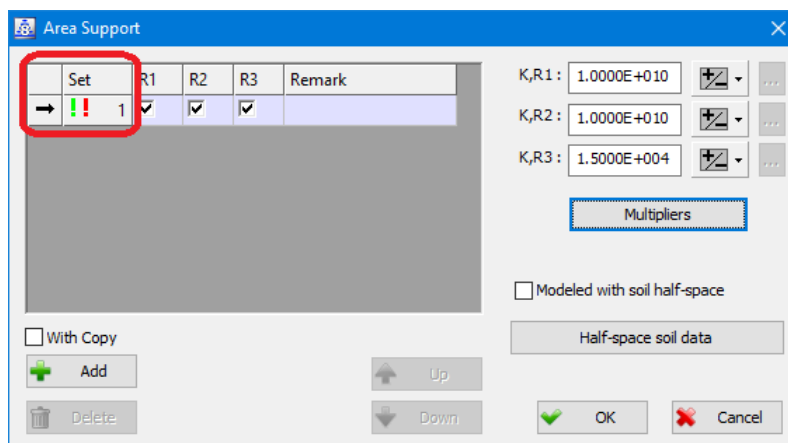 Area Support
Set R1 R2 R3 Remark
1
K,R1: 1.0000E+010
K,R2: 1.0000E+010
K,R3: 1.5000E+004
Multipliers
Modeled with soil half-space
With Copy
Half-space soil data
Add
Up
Delete
Down
OK
Cancel